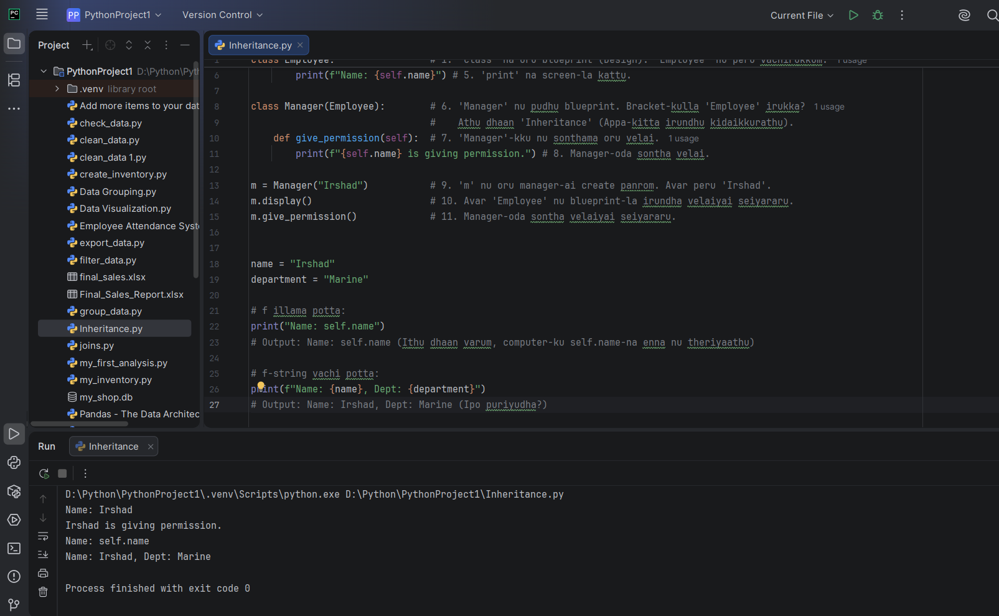 PC
PP PythonProject1
Version Control
Current File
Project
Inheritance.py
PythonProject1 D:\Python\Pyth
.venv library root
Add more items to your dat
check_data.py
clean_data.py
clean_data 1.py
create_inventory.py
Data Grouping.py
Data Visualization.py
Employee Attendance Syst
export_data.py
filter_data.py
final_sales.xlsx
Final_Sales_Report.xlsx
group_data.py
Inheritance.py
joins.py
my_first_analysis.py
my_inventory.py
my_shop.db
Pandas - The Data Architec
1 class Employee: # 1. 'Class' na oru blueprint (Design). 'Employee' nu peru vachirukkom. 1 usage
6 print(f"Name: {self.name}") # 5. 'print' na screen-la kattu.
7
8 class Manager(Employee): # 6. 'Manager' nu pudhu blueprint. Bracket-kulla 'Employee' irukka? 1 usage
9 # Athu dhaan 'Inheritance' (Appa-kitta irundhu kidaikkurathu).
10 def give_permission(self): # 7. 'Manager'-kku nu sonthama oru velai. 1 usage
11 print(f"{self.name} is giving permission.") # 8. Manager-oda sontha velai.
12
13 m = Manager("Irshad") # 9. 'm' nu oru manager-ai create panrom. Avar peru 'Irshad'.
14 m.display() # 10. Avar 'Employee' nu blueprint-la irundha velaiyai seiyararu.
15 m.give_permission() # 11. Manager-oda sontha velaiyai seiyararu.
16
17
18 name = "Irshad"
19 department = "Marine"
20
21 # f illama potta:
22 print("Name: self.name")
23 # Output: Name: self.name (Ithu dhaan varum, computer-ku self.name-na enna nu theriyaathu)
24
25 # f-string vachi potta:
26 print(f"Name: {name}, Dept: {department}")
27 # Output: Name: Irshad, Dept: Marine (Ipo puriyudha?)
Run
Inheritance
D:\Python\PythonProject1\.venv\Scripts\python.exe D:\Python\PythonProject1\Inheritance.py
Name: Irshad
Irshad is giving permission.
Name: self.name
Name: Irshad, Dept: Marine
Process finished with exit code 0